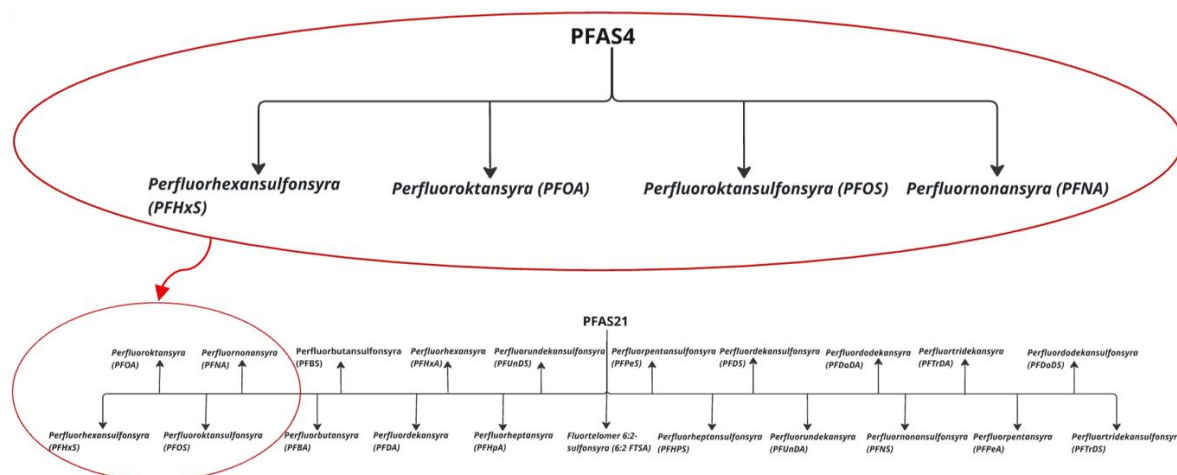 PFAS4
Perfluorhexansulfonsyra
(PFHxS)
Perfluoroktansyra (PFOA)
Perfluoroktansulfonsyra (PFOS)
Perfluornonansyra (PFNA)
PFAS21
Perfluoroktansyra
(PFOA)
Perfluornonansyra
(PFNA)
Perfluorbutansulfonsyra
(PFBS)
Perfluorhexansyra
(PFHxA)
Perfluorundekansulfonsyra
(PFUnDS)
Perfluorpentansulfonsyra
(PFPeS)
Perfluordekansulfonsyra
(PFDS)
Perfluordodekansyra
(PFDoDA)
Perfluortridekansyra
(PFTrDA)
Perfluordodekansulfonsyra
(PFDoDS)
Perfluorhexansulfonsyra
(PFHxS)
Perfluoroktansulfonsyra
(PFOS)
Perfluorbutansyra
(PFBA)
Perfluordekansyra
(PFDA)
Perfluorheptansyra
(PFHpA)
Fluortelomer 6:2-
sulfonsyra (6:2 FTSA)
Perfluorheptansulfonsyra
(PFHPS)
Perfluorundekansyra
(PFUnDA)
Perfluornonansulfonsyra
(PFNS)
Perfluorpentansyra
(PFPeA)
Perfluortridekansulfonsyra
(PFTrDS)